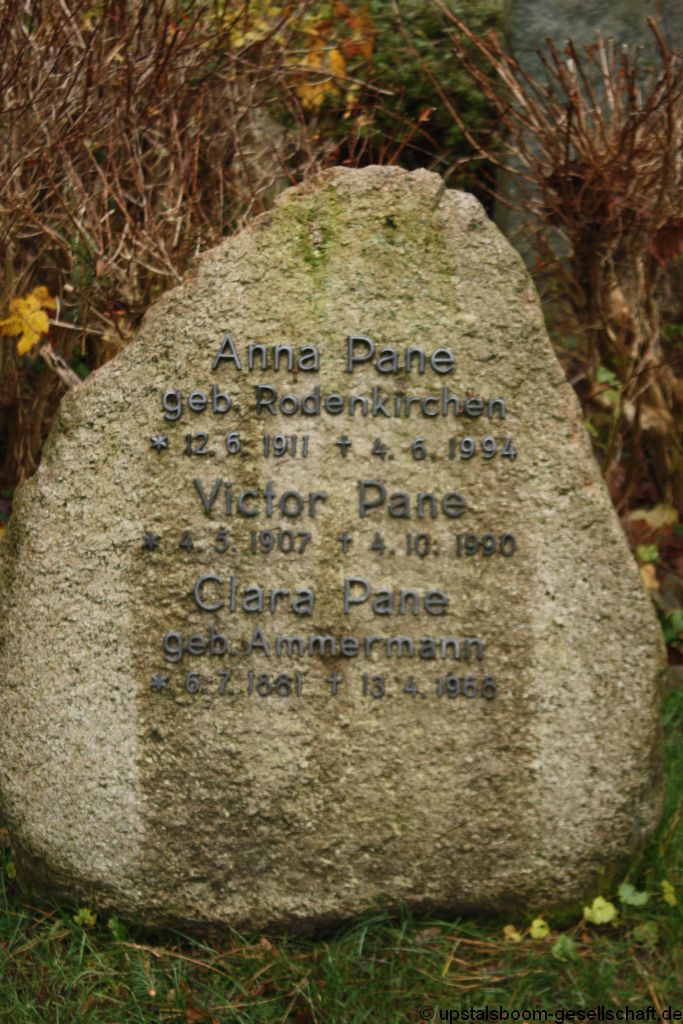 Anna Pane
geb. Rodenkirchen
* 12. 6. 1911 † 4. 6. 1994
Victor Pane
* 4. 5. 1907 † 4. 10. 1990
Clara Pane
geb. Ammermann
* 6. 7. 1881 † 13. 4. 1968
© upstalsboom-gesellschaft.de